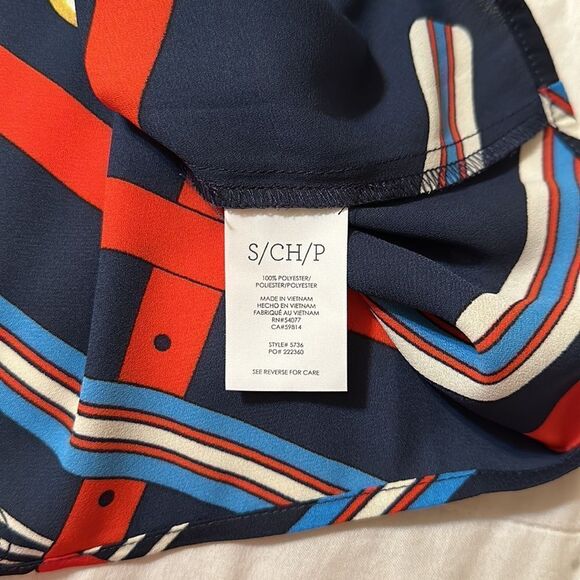 S/CH/P
100% POLYESTER/
POLIESTER/POLYESTER
MADE IN VIETNAM
HECHO EN VIETNAM
FABRIQUÉ AU VIETNAM
RN#54077
CA#59814
STYLE# 5736
PO# 222360
SEE REVERSE FOR CARE